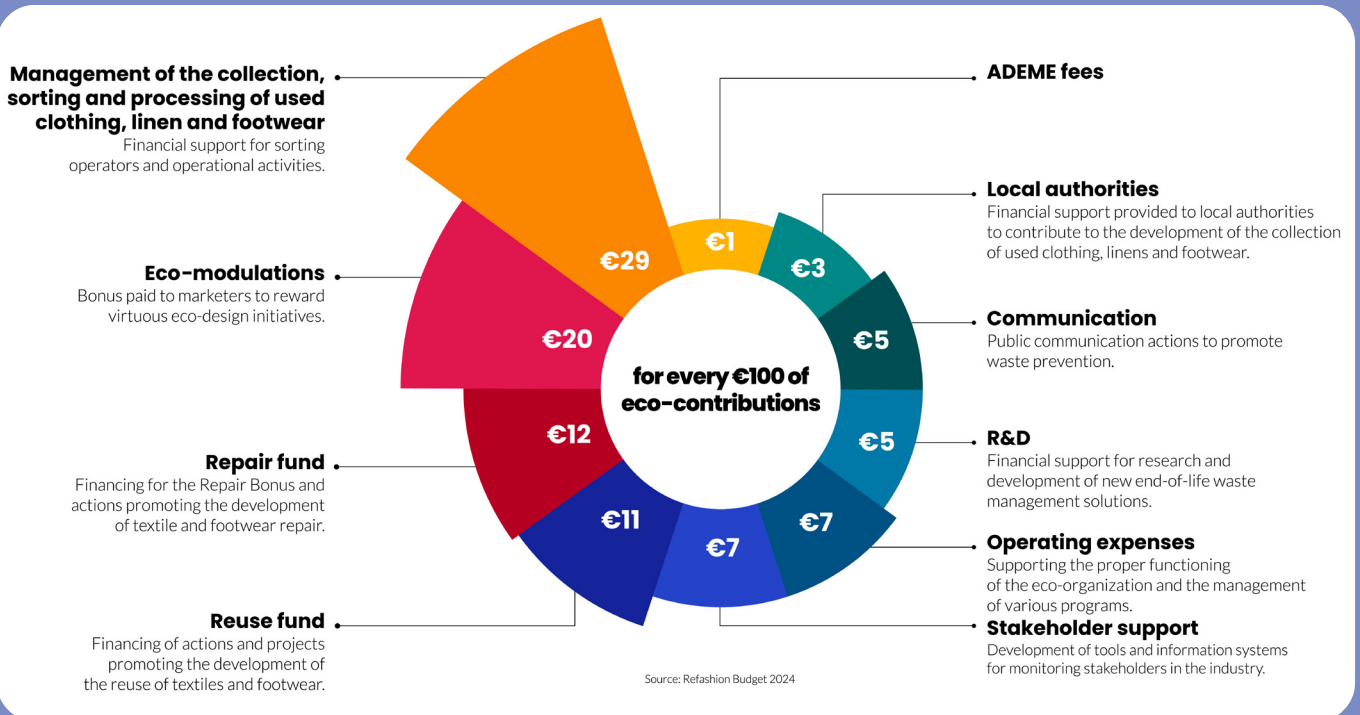 Management of the collection,
sorting and processing of used
clothing, linen and footwear
Financial support for sorting
operators and operational activities.
Eco-modulations
Bonus paid to marketers to reward
virtuous eco-design initiatives.
Repair fund
Financing for the Repair Bonus and
actions promoting the development
of textile and footwear repair.
Reuse fund
Financing of actions and projects
promoting the development of
the reuse of textiles and footwear.
€29
€20
€12
€11
€7
€7
€5
€5
€3
€1
for every €100 of
eco-contributions
ADEME fees
Local authorities
Financial support provided to local authorities
to contribute to the development of the collection
of used clothing, linens and footwear.
Communication
Public communication actions to promote
waste prevention.
R&D
Financial support for research and
development of new end-of-life waste
management solutions.
Operating expenses
Supporting the proper functioning
of the eco-organization and the management
of various programs.
Stakeholder support
Development of tools and information systems
for monitoring stakeholders in the industry.
Source: Refashion Budget 2024